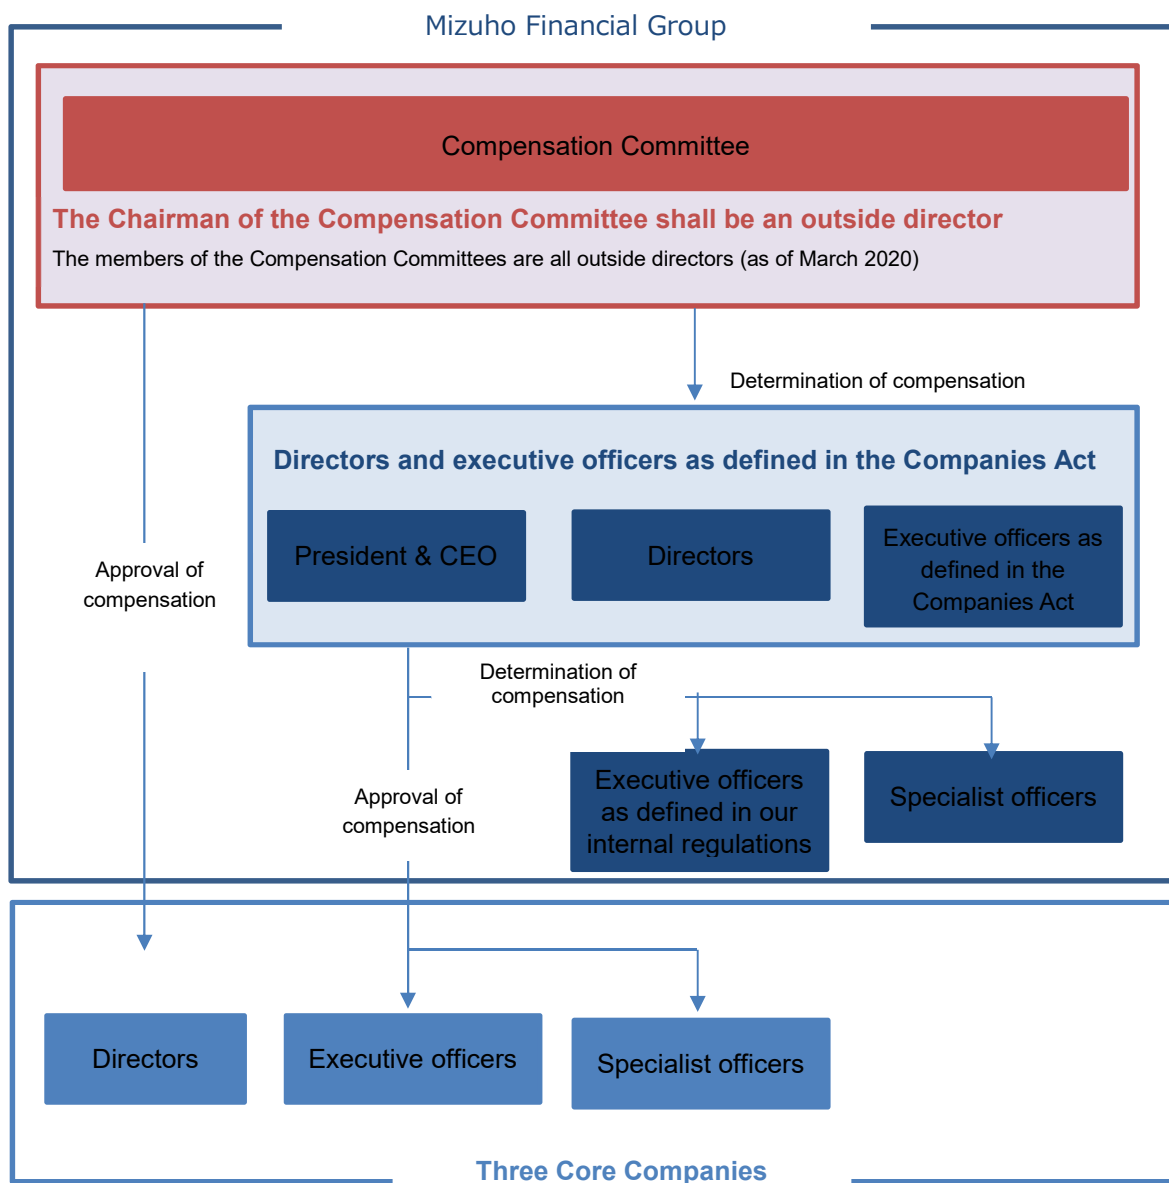 Mizuho Financial Group
Compensation Committee
The Chairman of the Compensation Committee shall be an outside director
The members of the Compensation Committees are all outside directors (as of March 2020)
Determination of compensation
Directors and executive officers as defined in the Companies Act
President & CEO
Directors
Executive officers as
defined in the
Companies Act
Approval of
compensation
Determination of
compensation
Executive officers
as defined in our
internal regulations
Specialist officers
Approval of
compensation
Directors
Executive officers
Specialist officers
Three Core Companies